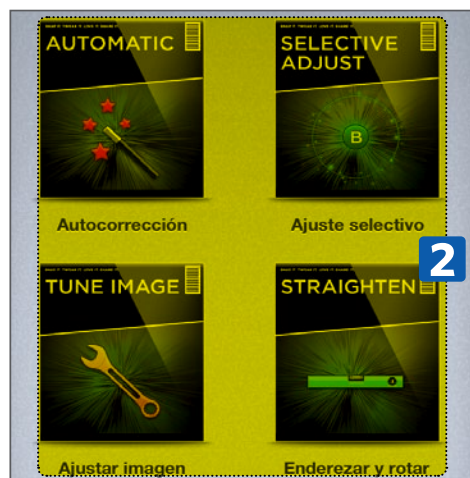 AUTOMATIC
SELECTIVE
ADJUST
B
Autocorrección
Ajuste selectivo
2
TUNE IMAGE
STRAIGHTEN
Ajustar imagen
Enderezar y rotar